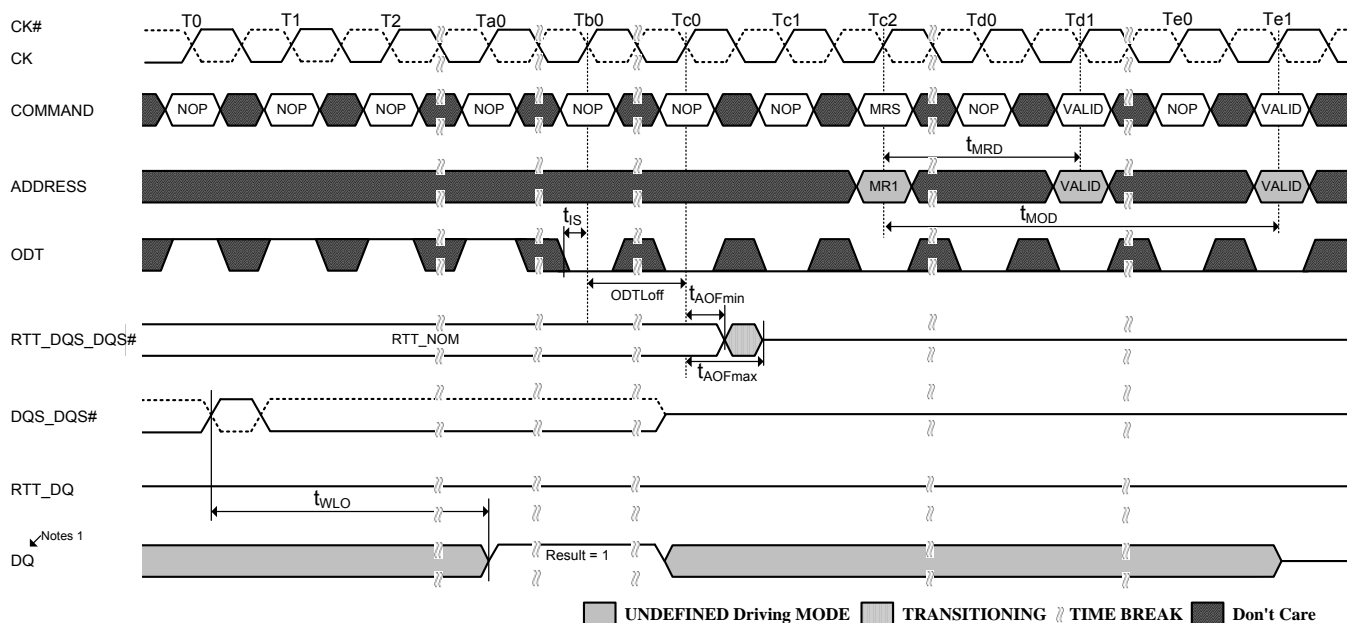 T0 T1 T2 Ta0 Tb0 Tc0 Tc1 Tc2 Td0 Td1 Te0 Te1
CK#
CK
COMMAND NOP NOP NOP NOP NOP NOP NOP MRS NOP VALID NOP VALID
tMRD
ADDRESS MR1 VALID VALID
tIS tMOD
ODT
ODTLoff tAOFmin
RTT_DQS_DQS# RTT_NOM
tAOFmax
DQS_DQS#
RTT_DQ
tWLO
Notes 1
DQ Result = 1
UNDEFINED Driving MODE TRANSITIONING TIME BREAK Don't Care